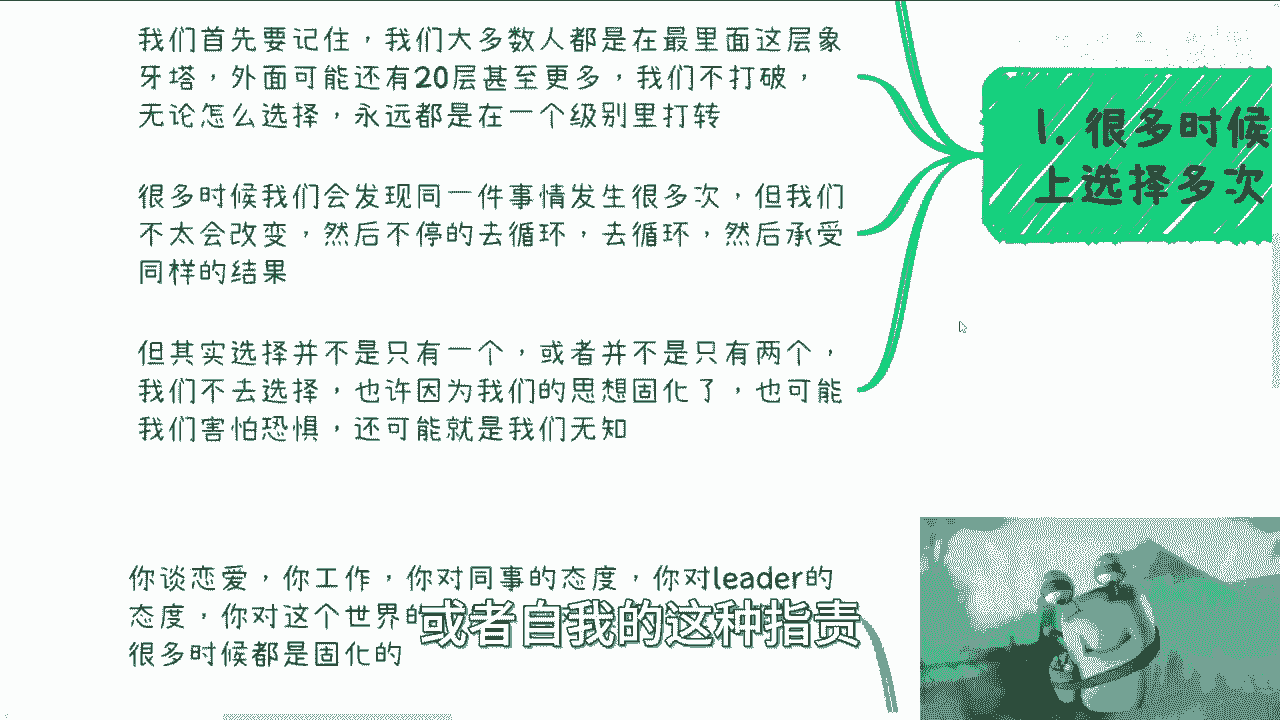 我们首先要记住，我们大多数人都是在最里面这层象
牙塔，外面可能还有20层甚至更多，我们不打破，
无论怎么选择，永远都是在一个级别里打转
很多时候我们会发现同一件事情发生很多次，但我们
不太会改变，然后不停的去循环，去循环，然后承受
同样的结果
但其实选择并不是只有一个，或者并不是只有两个，
我们不去选择，也许因为我们的思想固化了，也可能
我们害怕恐惧，还可能就是我们无知
1. 很多时候
上选择多次
你谈恋爱，你工作，你对同事的态度，你对leader的
态度，你对这个世界的
很多时候都是固化的
或者自我的这种指责